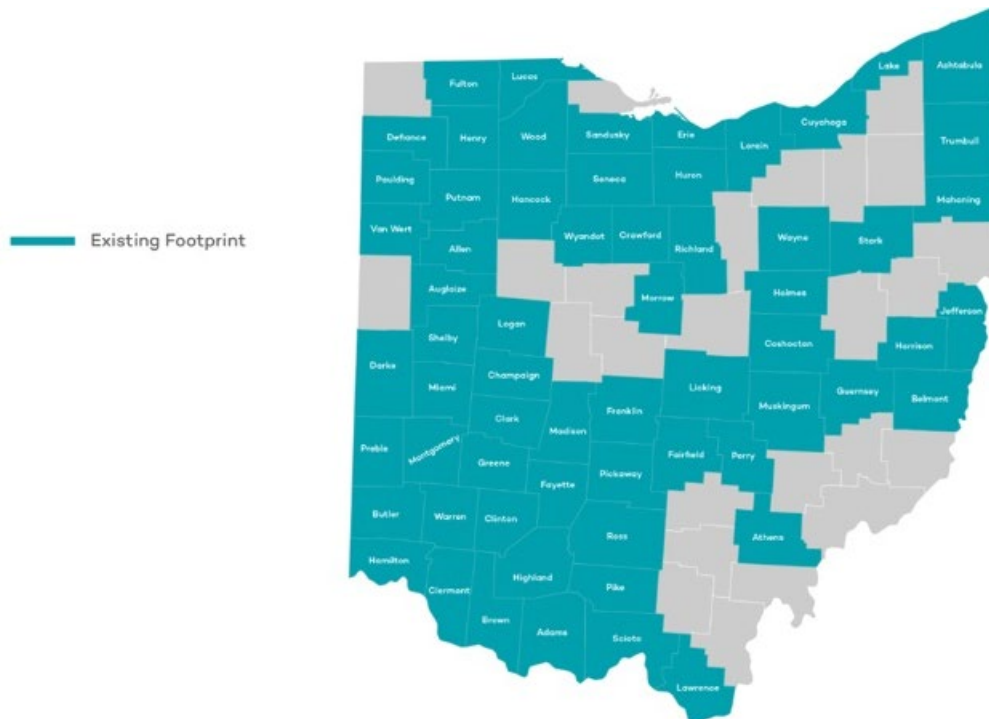 Existing Footprint
Lake
Ashtabula
Fulton
Lucas
Cuyahoga
Defiance
Henry
Wood
Sandusky
Erie
Lorain
Trumbull
Paulding
Putnam
Hancock
Seneca
Huron
Mahoning
Van Wert
Allen
Wyandot
Crawford
Richland
Wayne
Stark
Auglaize
Morrow
Holmes
Jefferson
Logan
Shelby
Coshocton
Harrison
Darke
Champaign
Miami
Licking
Guernsey
Belmont
Clark
Franklin
Muskingum
Madison
Preble
Montgomery
Greene
Fairfield
Perry
Fayette
Pickaway
Butler
Warren
Clinton
Ross
Athens
Hamilton
Highland
Clermont
Pike
Brown
Adams
Scioto
Lawrence